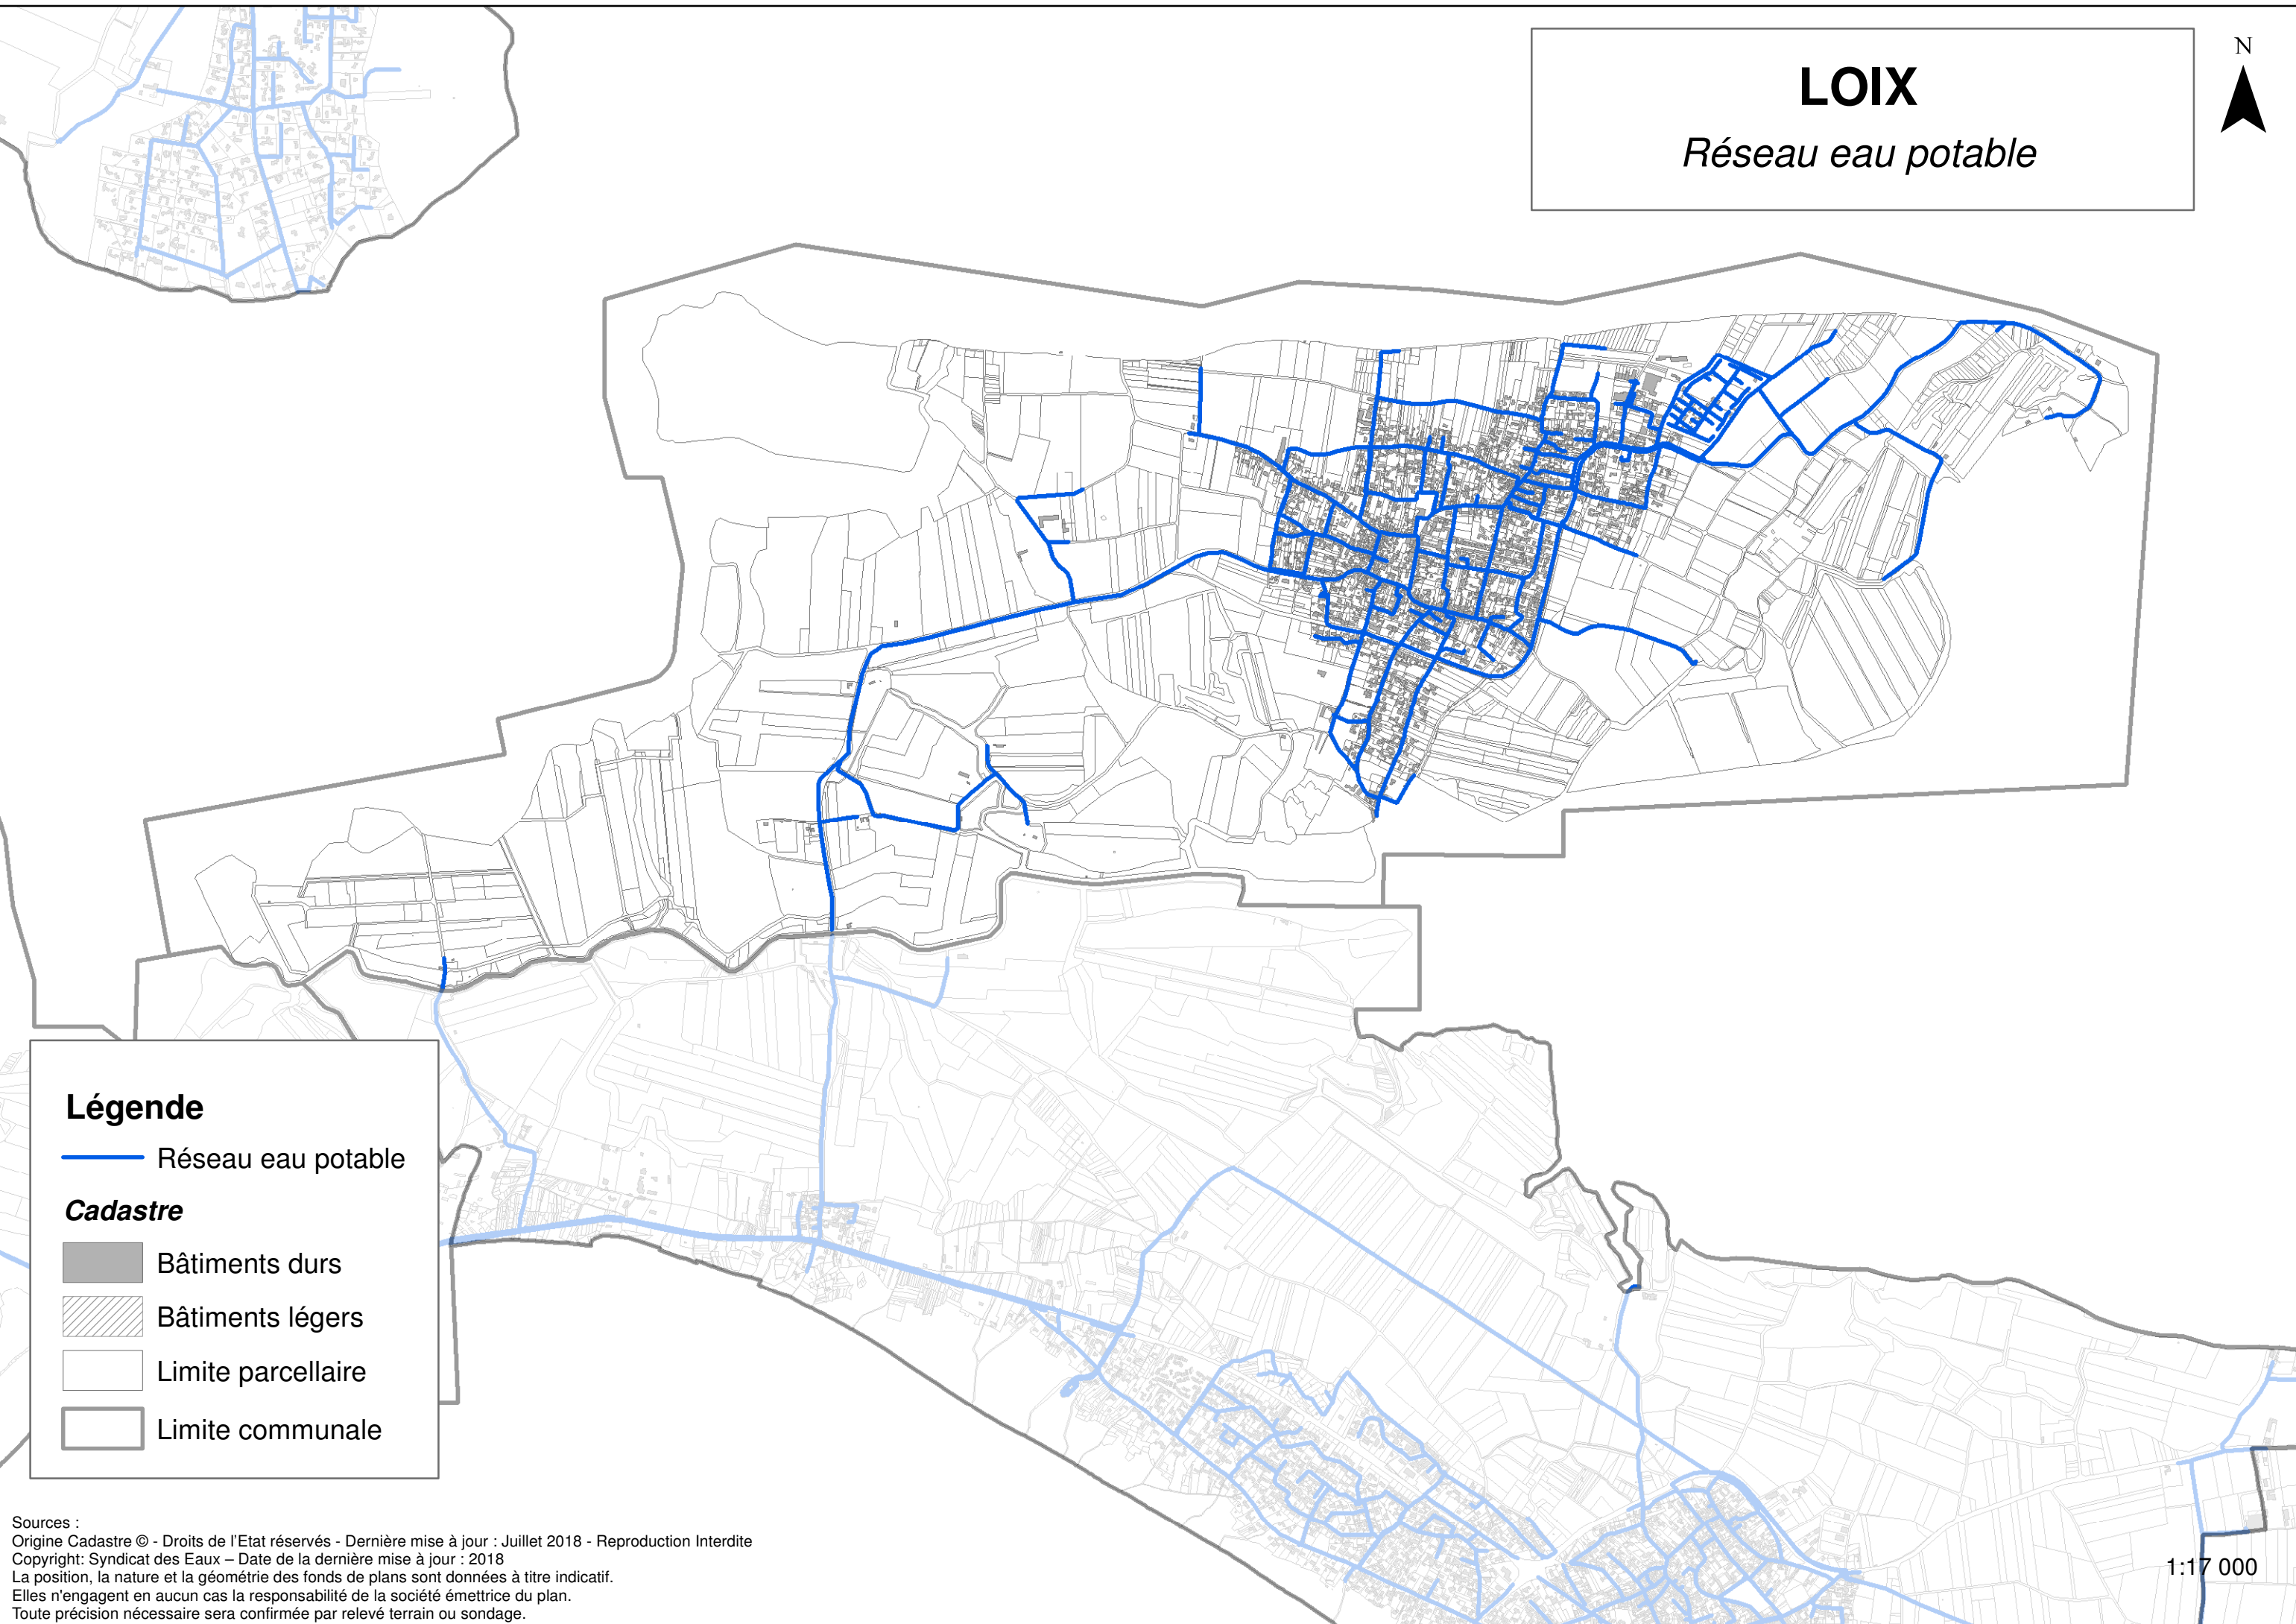 LOIX
Réseau eau potable
N
Légende
Réseau eau potable
Cadastre
Bâtiments durs
Bâtiments légers
Limite parcellaire
Limite communale
Sources :
Origine Cadastre © - Droits de l'Etat réservés - Dernière mise à jour : Juillet 2018 - Reproduction Interdite
Copyright: Syndicat des Eaux – Date de la dernière mise à jour : 2018
La position, la nature et la géométrie des fonds de plans sont données à titre indicatif.
Elles n'engagent en aucun cas la responsabilité de la société émettrice du plan.
Toute précision nécessaire sera confirmée par relevé terrain ou sondage.
1:17 000